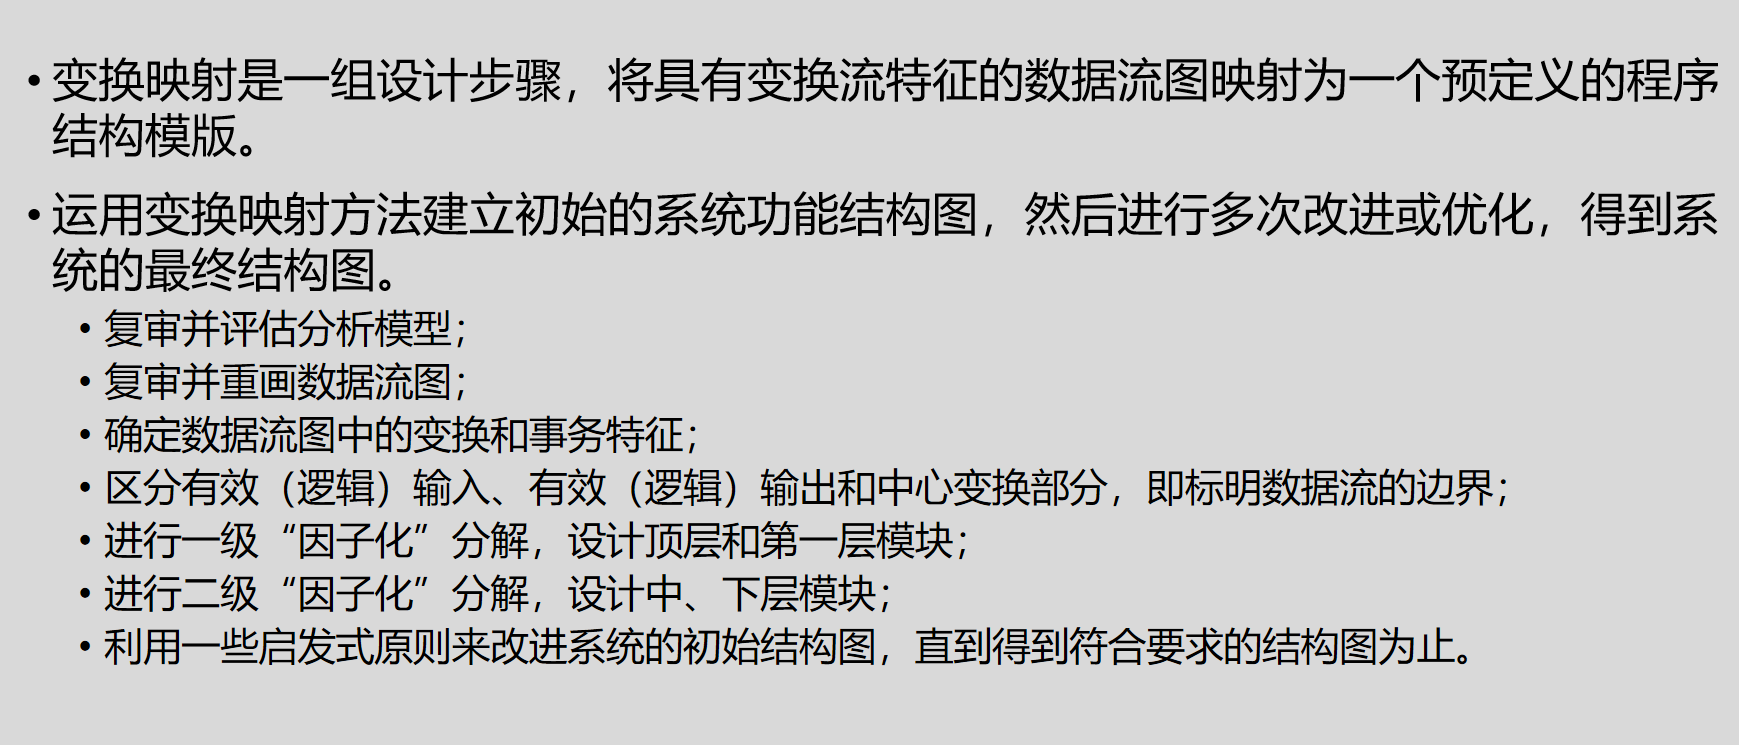 • 变换映射是一组设计步骤，将具有变换流特征的数据流图映射为一个预定义的程序
结构模版。
• 运用变换映射方法建立初始的系统功能结构图，然后进行多次改进或优化，得到系
统的最终结构图。
• 复审并评估分析模型；
• 复审并重画数据流图；
• 确定数据流图中的变换和事务特征；
• 区分有效（逻辑）输入、有效（逻辑）输出和中心变换部分，即标明数据流的边界；
• 进行一级“因子化”分解，设计顶层和第一层模块；
• 进行二级“因子化”分解，设计中、下层模块；
• 利用一些启发式原则来改进系统的初始结构图，直到得到符合要求的结构图为止。